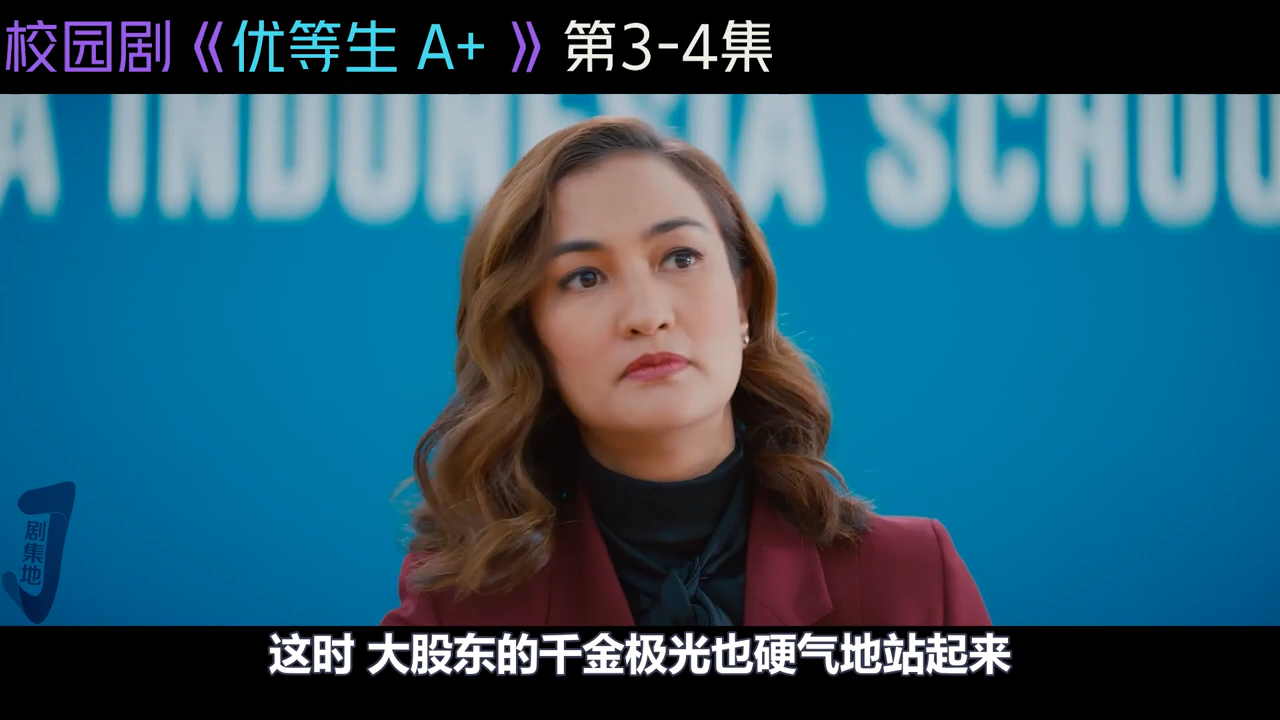 校园剧《优等生 A+ 》第3-4集
A INDONESIA SCHOO
剧集地
这时 大股东的千金极光也硬气地站起来